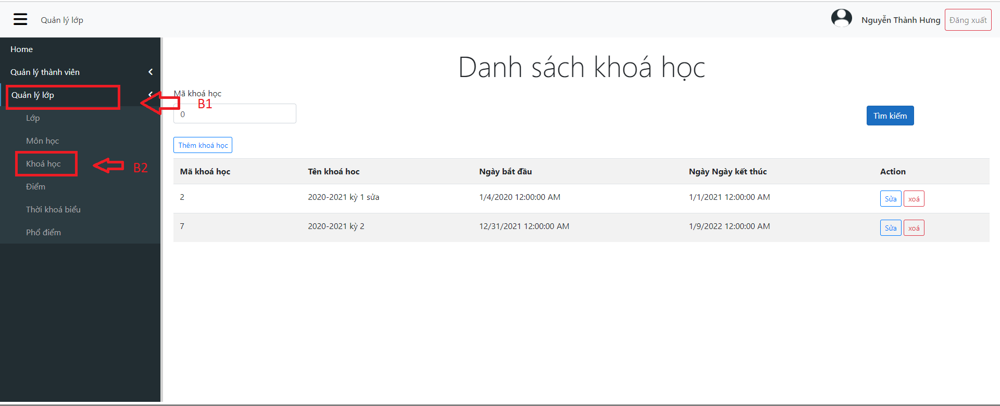 Quản lý lớp
Nguyễn Thành Hưng
Đăng xuất
Home
Quản lý thành viên
Quản lý lớp
B1
Lớp
Môn học
Khoá học
B2
Điểm
Thời khoá biểu
Phổ điểm
Danh sách khoá học
Mã khoá học
0
Tìm kiếm
Thêm khoá học
Mã khoá học Tên khoá hoc Ngày bắt đầu Ngày Ngày kết thúc Action
2 2020-2021 kỳ 1 sửa 1/4/2020 12:00:00 AM 1/1/2021 12:00:00 AM Sửa xoá
7 2020-2021 kỳ 2 12/31/2021 12:00:00 AM 1/9/2022 12:00:00 AM Sửa xoá